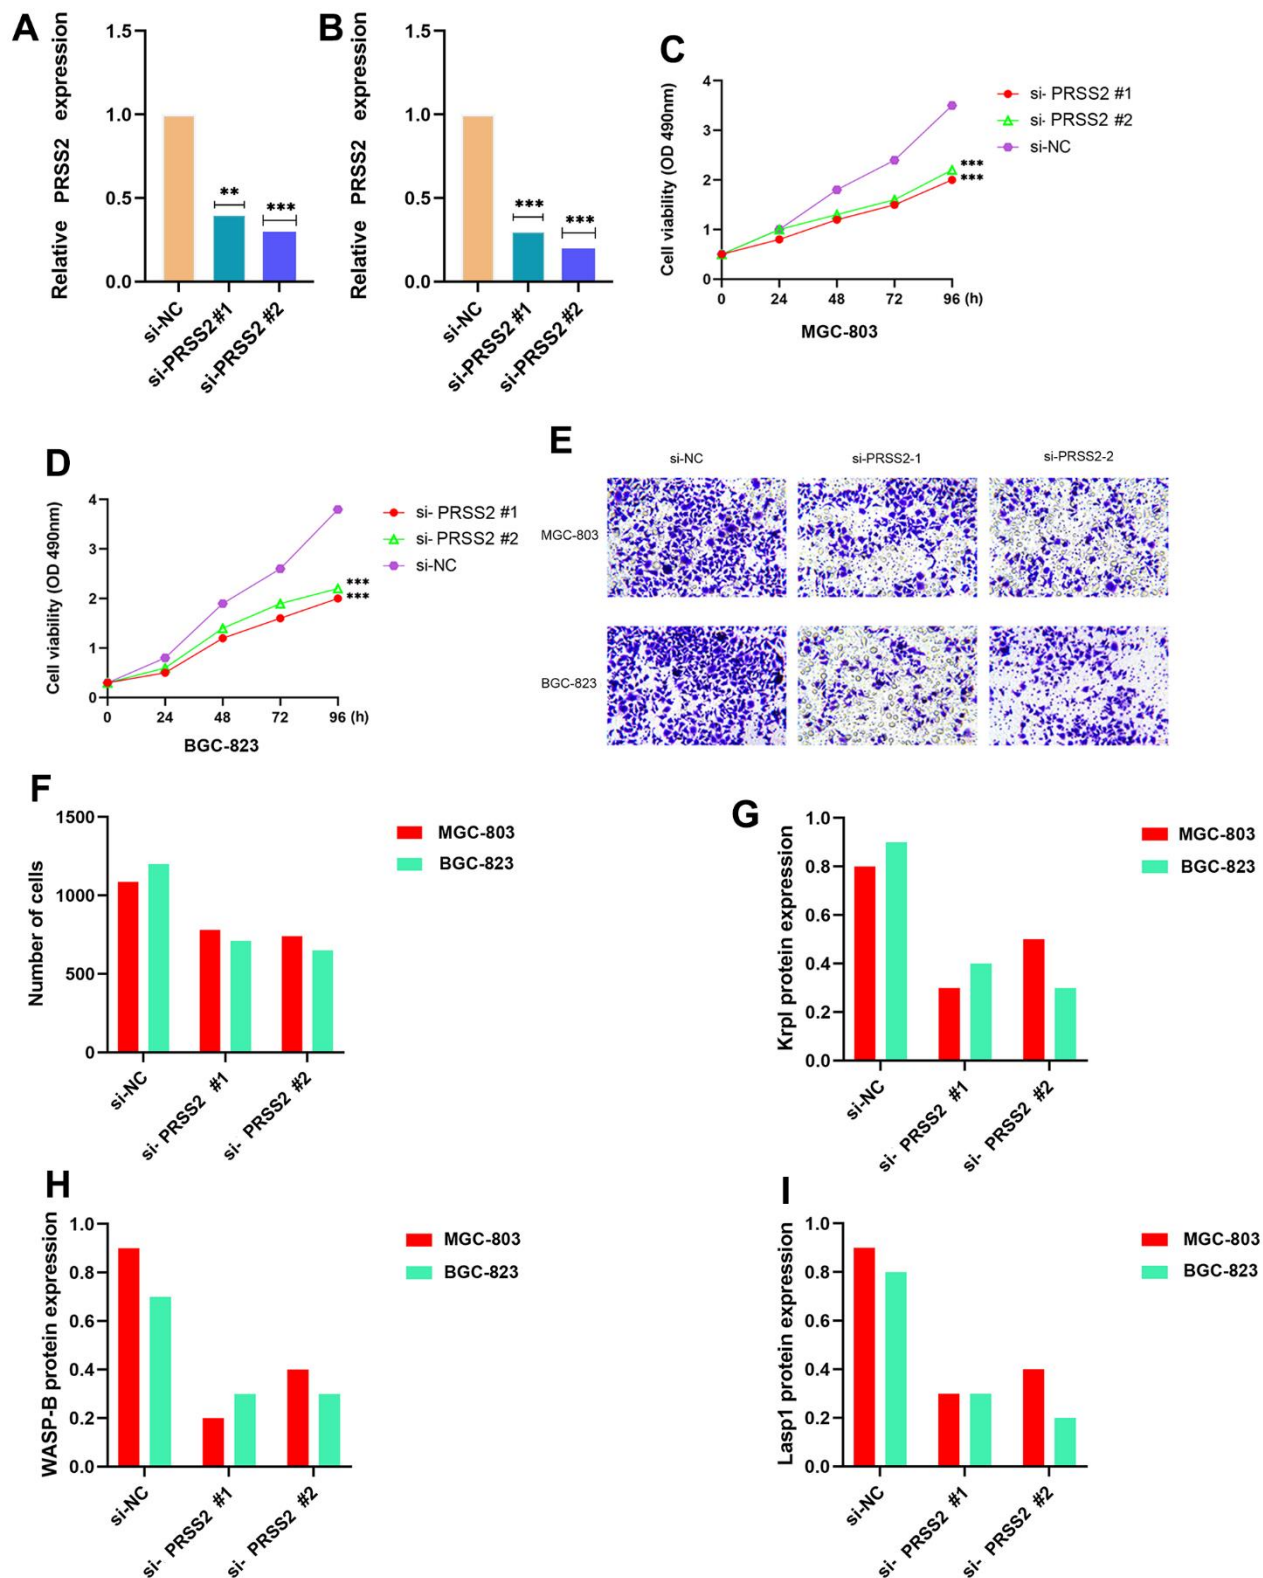 A
Relative PRSS2 expression
1.5
1.0
0.5
0.0
**
***
si-NC
si-PRSS2 #1
si-PRSS2 #2
B
Relative PRSS2 expression
1.5
1.0
0.5
0.0
***
***
si-NC
si-PRSS2 #1
si-PRSS2 #2
C
Cell viability (OD 490nm)
4
3
2
1
0
0 24 48 72 96 (h)
MGC-803
***
***
si- PRSS2 #1
si- PRSS2 #2
si-NC
D
Cell viability (OD 490nm)
4
3
2
1
0
0 24 48 72 96 (h)
BGC-823
***
***
si- PRSS2 #1
si- PRSS2 #2
si-NC
E
si-NC si-PRSS2-1 si-PRSS2-2
MGC-803
BGC-823
F
Number of cells
1500
1000
500
0
si-NC
si- PRSS2 #1
si- PRSS2 #2
MGC-803
BGC-823
G
Krpl protein expression
1.0
0.8
0.6
0.4
0.2
0.0
si-NC
si- PRSS2 #1
si- PRSS2 #2
MGC-803
BGC-823
H
WASP-B protein expression
1.0
0.8
0.6
0.4
0.2
0.0
si-NC
si- PRSS2 #1
si- PRSS2 #2
MGC-803
BGC-823
I
Lasp1 protein expression
1.0
0.8
0.6
0.4
0.2
0.0
si-NC
si- PRSS2 #1
si- PRSS2 #2
MGC-803
BGC-823